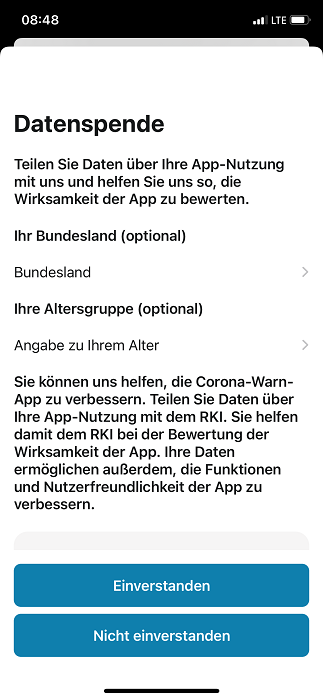 08:48
LTE
Datenspende
Teilen Sie Daten über Ihre App-Nutzung
mit uns und helfen Sie uns so, die
Wirksamkeit der App zu bewerten.
Ihr Bundesland (optional)
Bundesland
Ihre Altersgruppe (optional)
Angabe zu Ihrem Alter
Sie können uns helfen, die Corona-Warn-
App zu verbessern. Teilen Sie Daten über
Ihre App-Nutzung mit dem RKI. Sie helfen
damit dem RKI bei der Bewertung der
Wirksamkeit der App. Ihre Daten
ermöglichen außerdem, die Funktionen
und Nutzerfreundlichkeit der App zu
verbessern.
Einverstanden
Nicht einverstanden